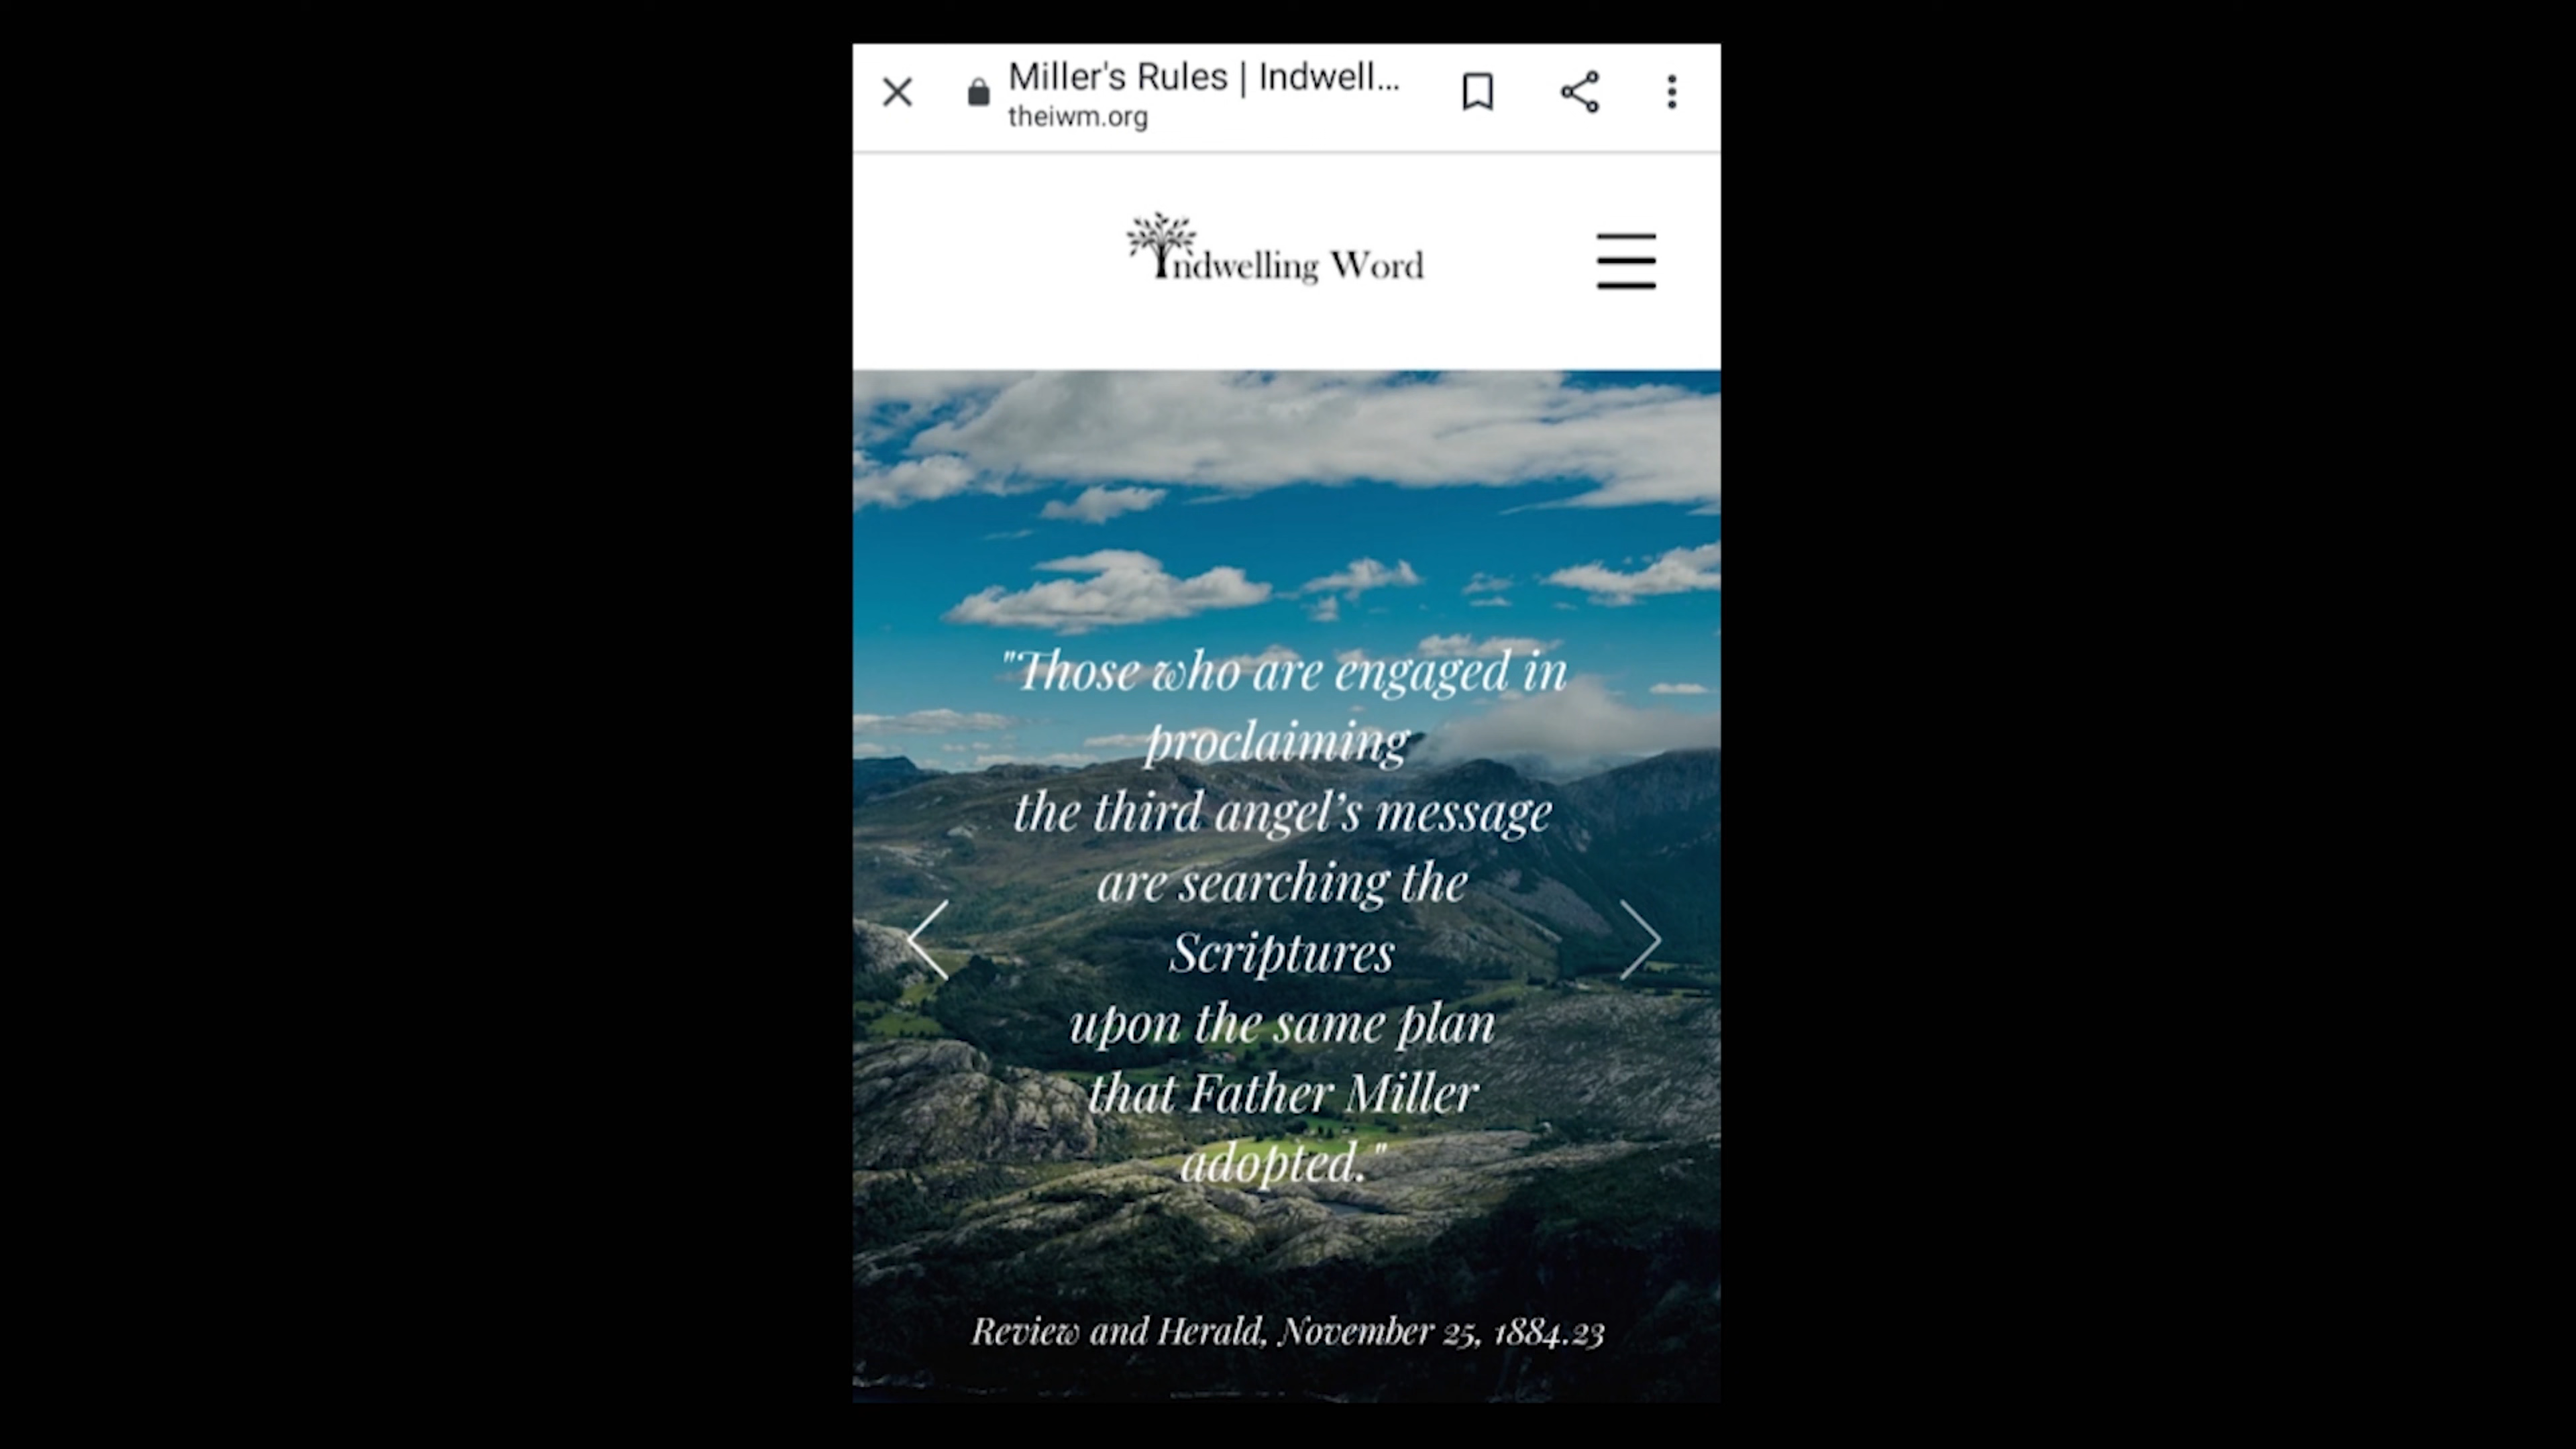 Miller's Rules | Indwell...
theiwm.org
Indwelling Word
"Those who are engaged in
proclaiming
the third angel’s message
are searching the
Scriptures
upon the same plan
that Father Miller
adopted."
Review and Herald, November 25, 1884.23